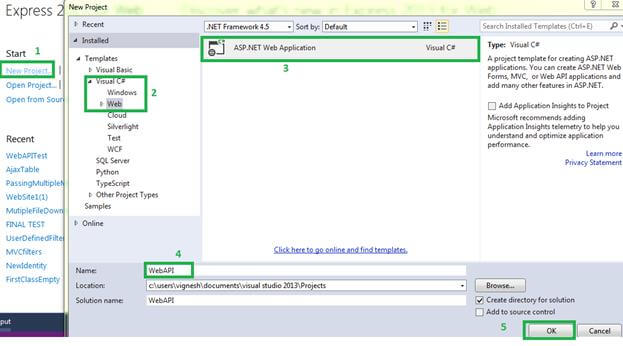 Express 2
Start
1
New Project...
Open Project...
Open from Sour
Recent
WebAPITest
AjaxTable
PassingMultipleM
WebSite1(1)
MutipleFileDown
FINAL TEST
UserDefinedFilter
MVCfilters
NewIdentity
FirstClassEmpty
put
New Project
Recent
Installed
Templates
Visual Basic
Visual C#
Windows
Web
2
Cloud
Silverlight
Test
WCF
SQL Server
Python
TypeScript
Other Project Types
Samples
Online
.NET Framework 4.5
Sort by: Default
Search Installed Templates (Ctrl+E)
ASP.NET Web Application Visual C#
3
Type: Visual C#
A project template for creating ASP.NET
applications. You can create ASP.NET Web
Forms, MVC, or Web API applications and
add many other features in ASP.NET.
Add Application Insights to Project
Microsoft recommends adding
Application Insights telemetry to help you
understand and optimize application
performance.
Learn more
Privacy Statement
Click here to go online and find templates.
4
Name: WebAPI
Location: c:\users\vignesh\documents\visual studio 2013\Projects
Browse...
Solution name: WebAPI
Create directory for solution
Add to source control
5
OK
Cancel